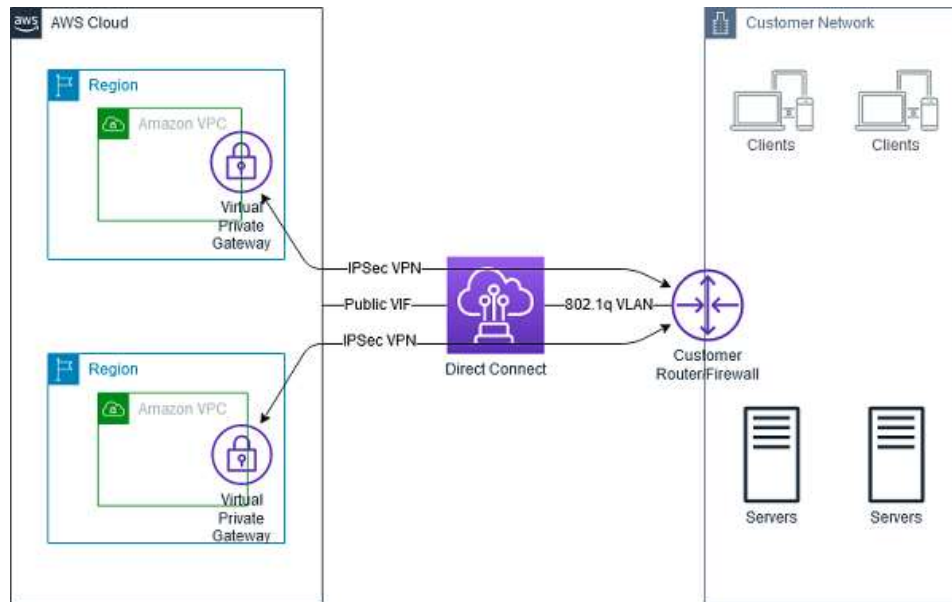 aws
AWS Cloud
Customer Network
Region
Amazon VPC
Virtual
Private
Gateway
Clients
Clients
IPSec VPN
Public VIF
802.1q VLAN
IPSec VPN
Direct Connect
Customer
Router/Firewall
Region
Amazon VPC
Virtual
Private
Gateway
Servers
Servers